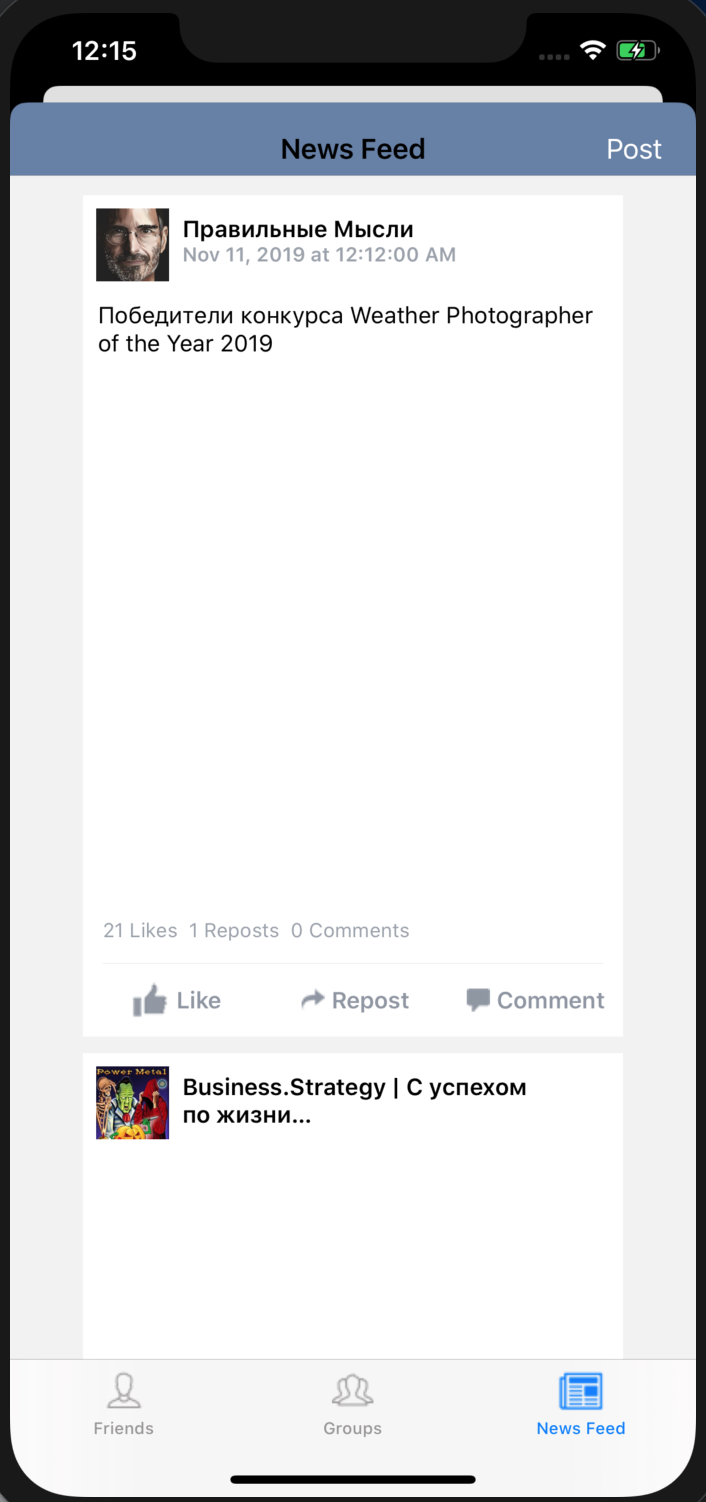 12:15
News Feed
Post
Правильные Мысли
Nov 11, 2019 at 12:12:00 AM
Победители конкурса Weather Photographer
of the Year 2019
21 Likes 1 Reposts 0 Comments
Like
Repost
Comment
Power Metal
Business.Strategy | С успехом
по жизни...
Friends
Groups
News Feed